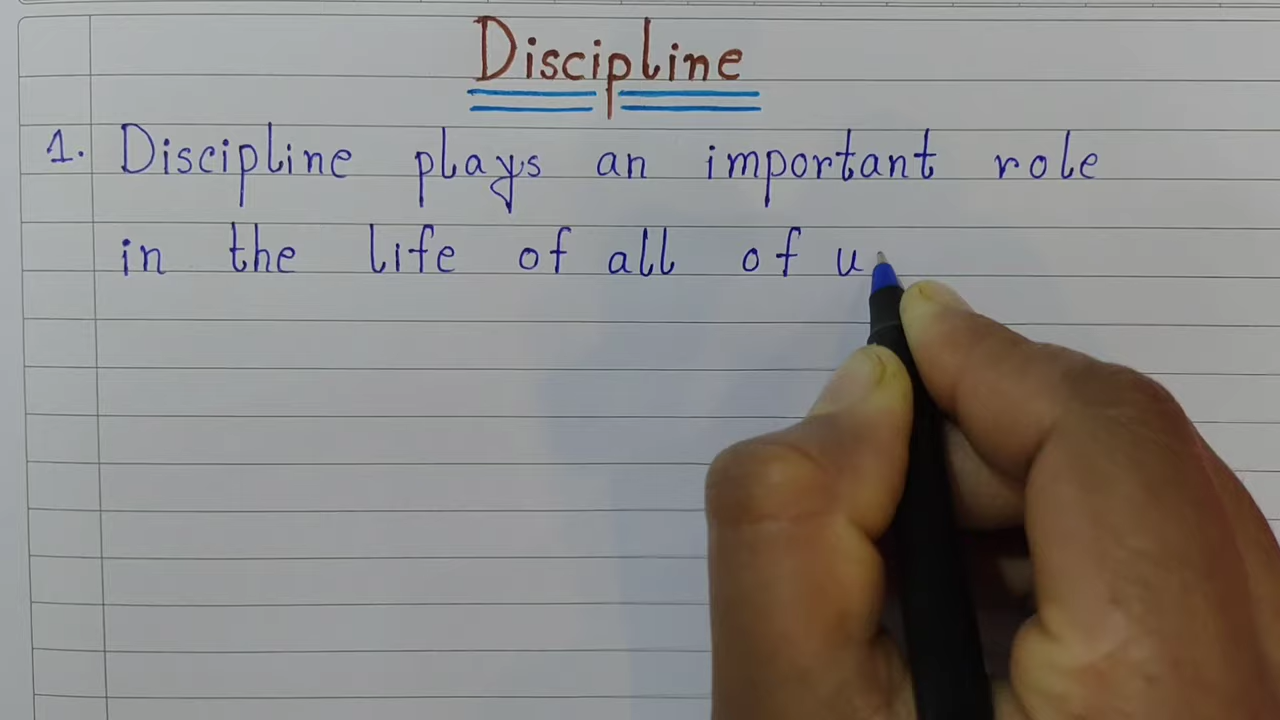 Discipline
1. Discipline plays an important role
in the life of all of u